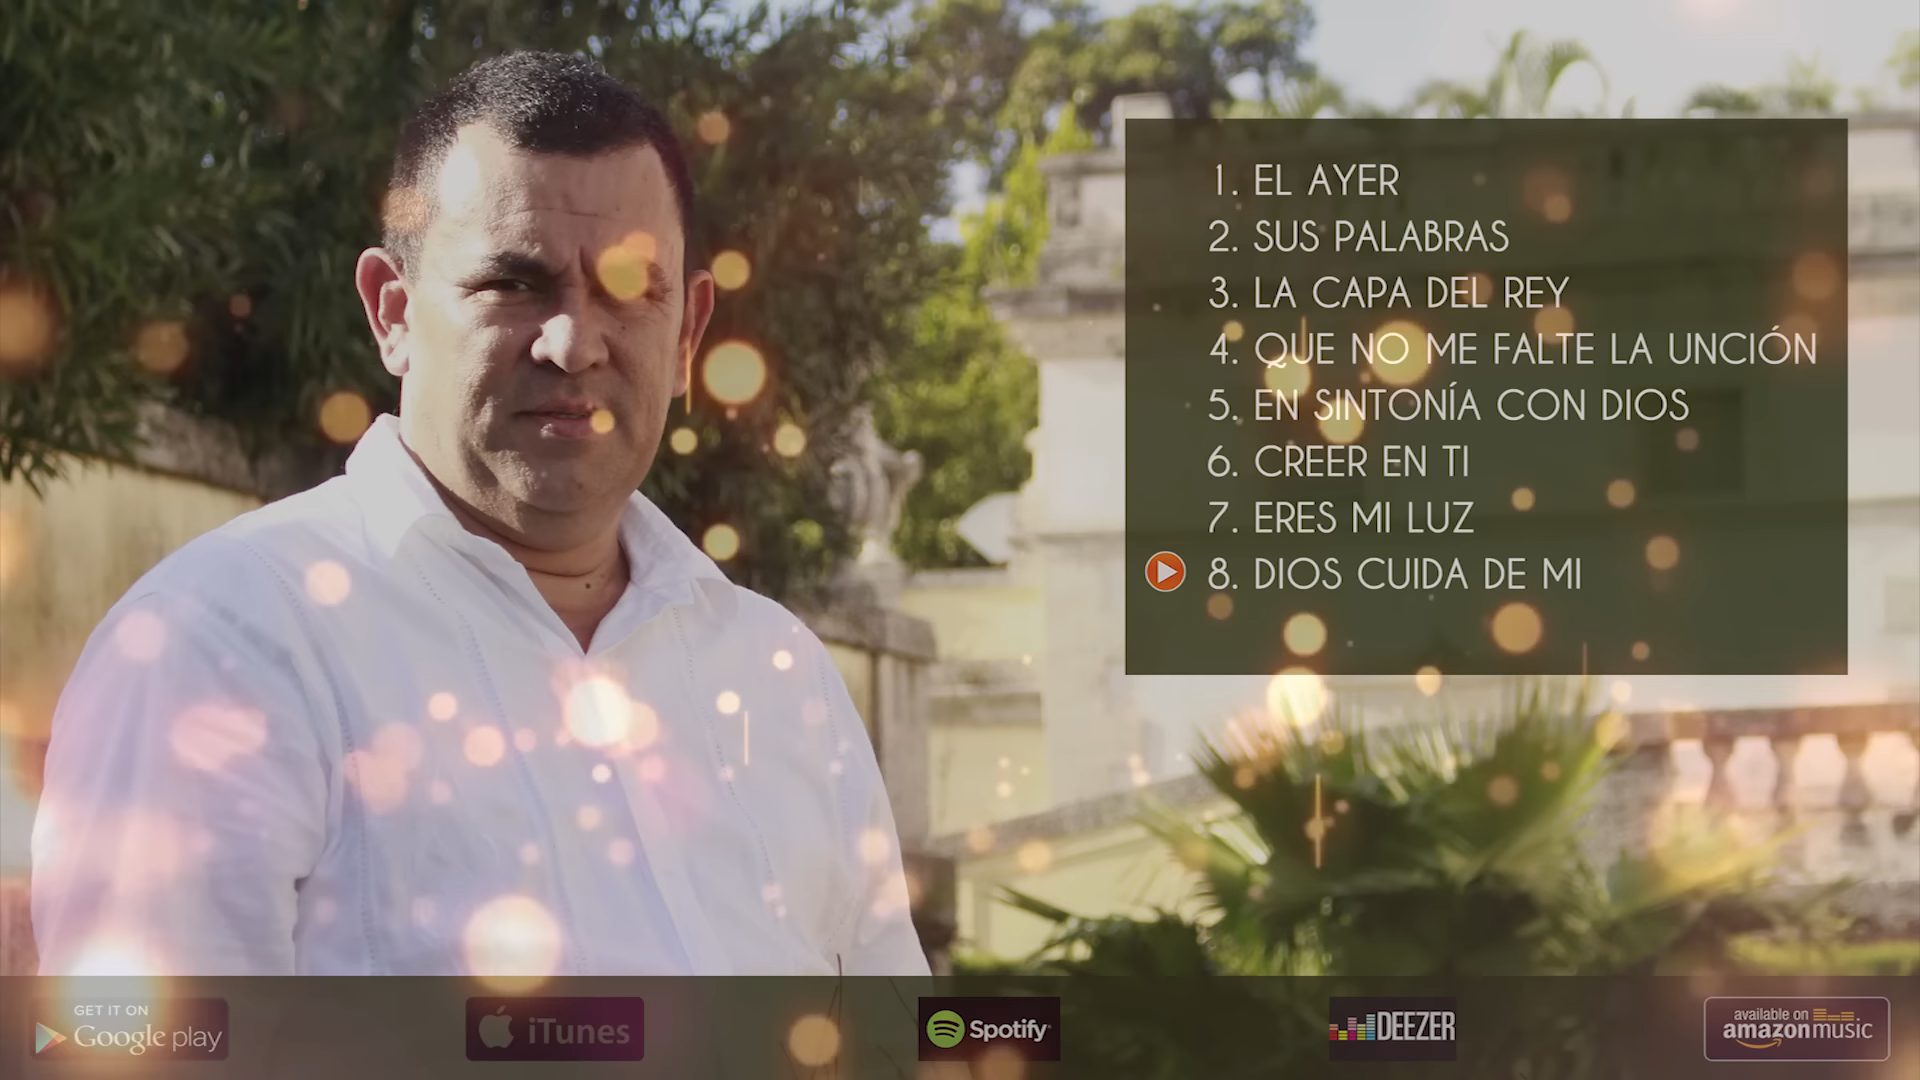 1. EL AYER
2. SUS PALABRAS
3. LA CAPA DEL REY
4. QUE NO ME FALTE LA UNCIÓN
5. EN SINTONÍA CON DIOS
6. CREER EN TI
7. ERES MI LUZ
8. DIOS CUIDA DE MI
GET IT ON
Google play
iTunes
Spotify
DEEZER
available on
amazon music